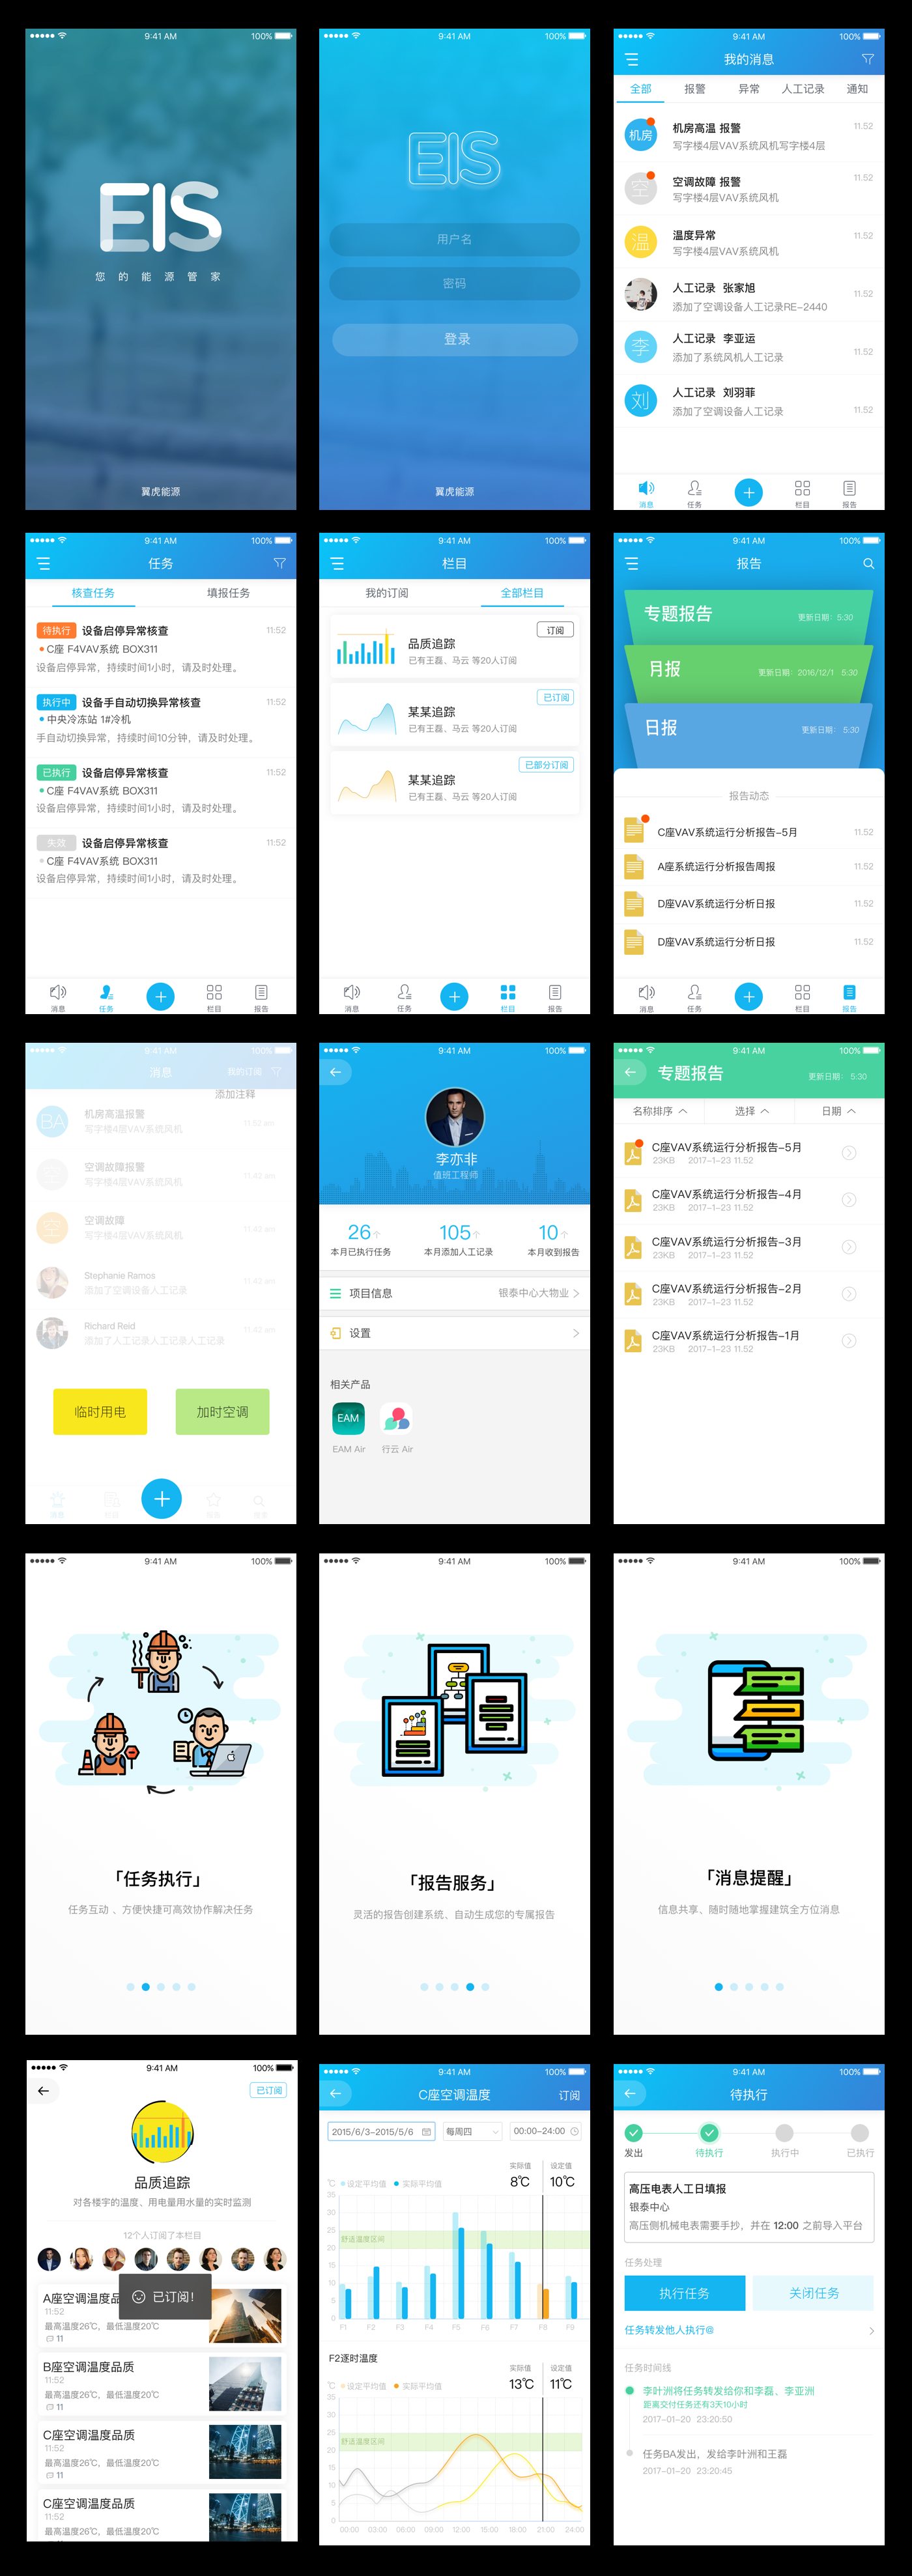 9:41 AM
100%
EIS
您的能源管家
翼虎能源
9:41 AM
100%
EIS
用户名
密码
登录
翼虎能源
9:41 AM
100%
我的消息
全部 报警 异常 人工记录 通知
机房
机房高温 报警
11.52
写字楼4层VAV系统风机写字楼4层
空
空调故障 报警
11.52
写字楼4层VAV系统风机
温
温度异常
11.52
写字楼4层VAV系统风机
人工记录 张家旭
11.52
添加了空调设备人工记录RE-2440
李
人工记录 李亚运
11.52
添加了系统风机人工记录
刘
人工记录 刘羽菲
11.52
添加了空调设备人工记录
消息 任务 栏目 报告
9:41 AM
100%
任务
核查任务 填报任务
待执行 设备启停异常核查 11:52
C座 F4VAV系统 BOX311
设备启停异常，持续时间1小时，请及时处理。
执行中 设备手自动切换异常核查 11:52
中央冷冻站 1#冷机
手自动切换异常，持续时间10分钟，请及时处理。
已执行 设备启停异常核查 11:52
C座 F4VAV系统 BOX311
设备启停异常，持续时间1小时，请及时处理。
失效 设备启停异常核查 11:52
C座 F4VAV系统 BOX311
设备启停异常，持续时间1小时，请及时处理。
消息 任务 栏目 报告
9:41 AM
100%
栏目
我的订阅 全部栏目
订阅
品质追踪
已有王磊、马云 等20人订阅
已订阅
某某追踪
已有王磊、马云 等20人订阅
已部分订阅
某某追踪
已有王磊、马云 等20人订阅
消息 任务 栏目 报告
9:41 AM
100%
报告
专题报告 更新日期：5:30
月报 更新日期：2016/12/1 5:30
日报 更新日期：5:30
报告动态
C座VAV系统运行分析报告-5月 11.52
A座系统运行分析报告周报 11.52
D座VAV系统运行分析日报 11.52
D座VAV系统运行分析日报 11.52
消息 任务 栏目 报告
9:41 AM
100%
消息
我的订阅
添加注释
BA
机房高温报警
写字楼4层VAV系统风机
11.52 am
空调故障报警
写字楼4层VAV系统风机
11.42 am
空调故障
写字楼4层VAV系统风机
11.42 am
Stephanie Ramos
添加了空调设备人工记录
11.42 am
Richard Reid
添加了人工记录人工记录人工记录
11.42 am
临时用电 加时空调
消息
9:41 AM
100%
李亦非
值班工程师
26个 105个 10个
本月已执行任务 本月添加人工记录 本月收到报告
项目信息 银泰中心大物业
设置
相关产品
EAM
EAM Air 行云 Air
9:41 AM
100%
专题报告 更新日期：5:30
名称排序 选择 日期
C座VAV系统运行分析报告-5月
23KB 2017-1-23 11.52
C座VAV系统运行分析报告-4月
23KB 2017-1-23 11.52
C座VAV系统运行分析报告-3月
23KB 2017-1-23 11.52
C座VAV系统运行分析报告-2月
23KB 2017-1-23 11.52
C座VAV系统运行分析报告-1月
23KB 2017-1-23 11.52
9:41 AM
100%
「任务执行」
任务互动 、方便快捷可高效协作解决任务
9:41 AM
100%
「报告服务」
灵活的报告创建系统、自动生成您的专属报告
9:41 AM
100%
「消息提醒」
信息共享、随时随地掌握建筑全方位消息
9:41 AM
100%
已订阅
品质追踪
对各楼宇的温度、用电量用水量的实时监测
12个人订阅了本栏目
已订阅!
A座空调温度品
11:52
最高温度26℃，最低温度20℃
11
B座空调温度品质
11:52
最高温度26℃，最低温度20℃
11
C座空调温度品质
11:52
最高温度26℃，最低温度20℃
11
C座空调温度品质
11:52
最高温度26℃，最低温度20℃
9:41 AM
100%
C座空调温度 订阅
2015/6/3-2015/5/6 每周四 00:00-24:00
实际值 设定值
8℃ 10℃
℃ 设定平均值 实际平均值
35
30
25
舒适温度区间
20
15
10
5
0
F1 F2 F3 F4 F5 F6 F7 F8 F9
F2逐时温度
实际值 设定值
13℃ 11℃
℃ 设定平均值 实际平均值
35
30
25
舒适温度区间
20
15
10
5
0
00:00 03:00 06:00 09:00 12:00 15:00 18:00 21:00 24:00
9:41 AM
100%
待执行
发出 待执行 执行中 已执行
高压电表人工日填报
银泰中心
高压侧机械电表需要手抄，并在 12:00 之前导入平台
任务处理
执行任务 关闭任务
任务转发他人执行@
任务时间线
李叶洲将任务转发给你和李磊、李亚洲
距离交付任务还有3天10小时
2017-01-20 23:20:50
任务BA发出，发给李叶洲和王磊
2017-01-20 23:20:45